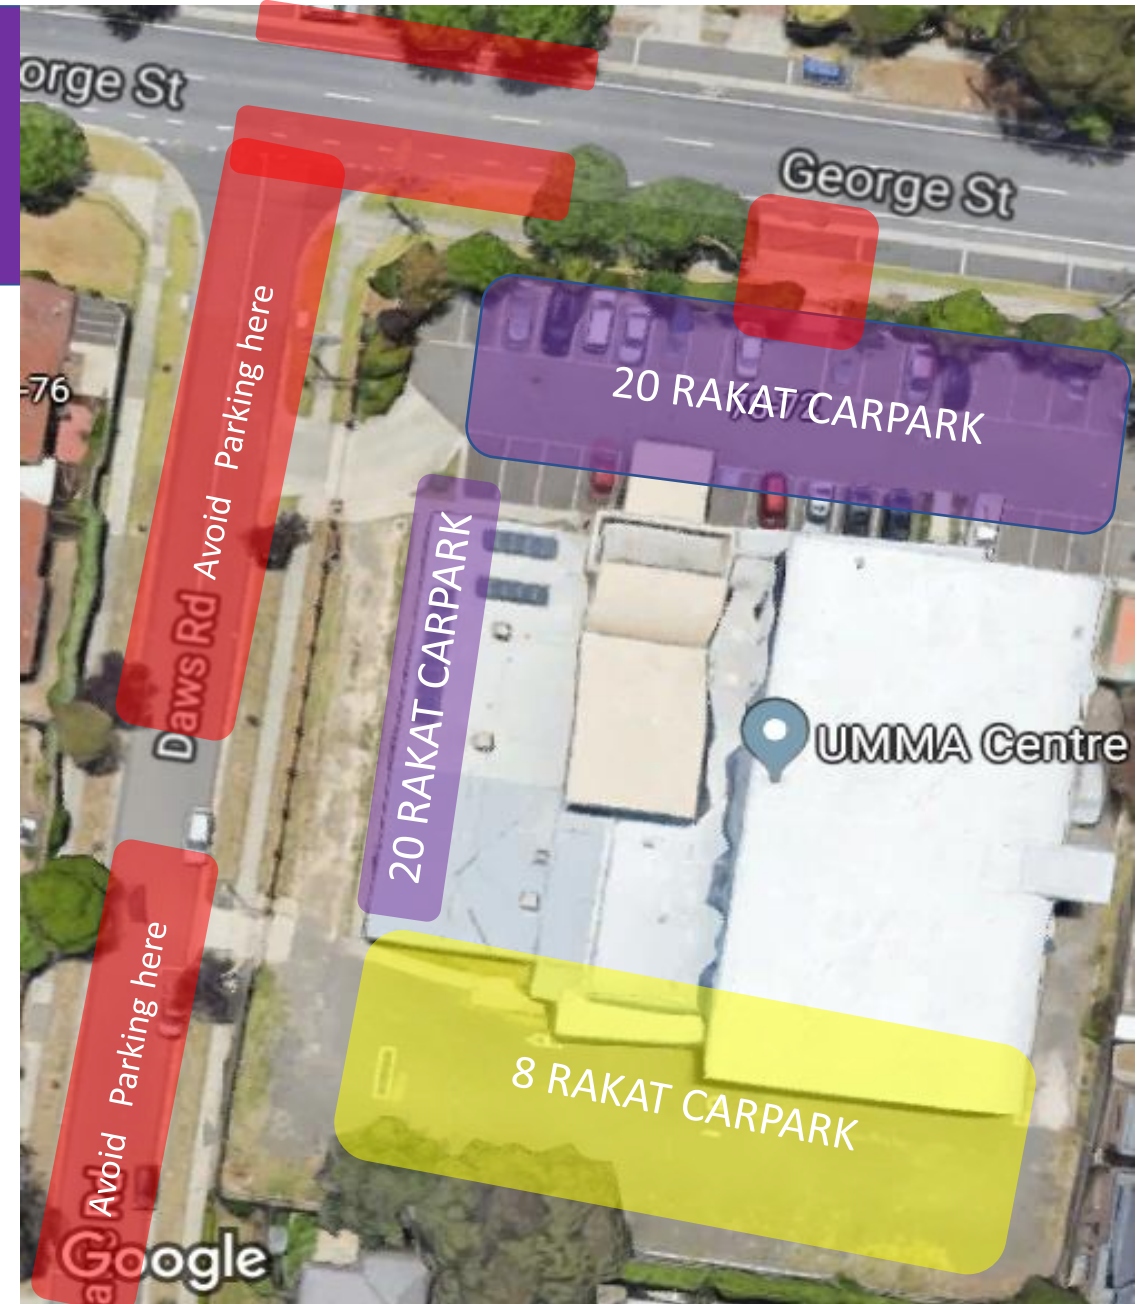 orge St
George St
-76
20 RAKAT CARPARK
Avoid Parking here
20 RAKAT CARPARK
Daws Rd
UMMA Centre
Avoid Parking here
8 RAKAT CARPARK
Google